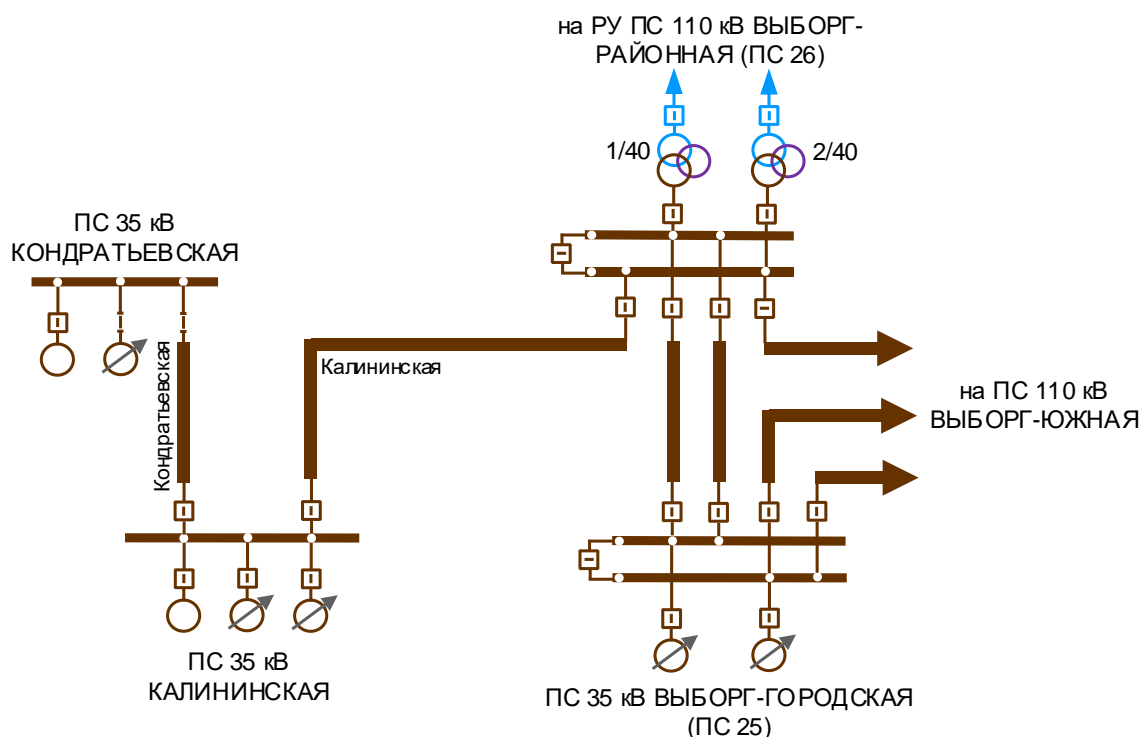 на РУ ПС 110 кВ ВЫБОРГ-
РАЙОННАЯ (ПС 26)
1/40
2/40
ПС 35 кВ
КОНДРАТЬЕВСКАЯ
Кондратьевская
Калининская
на ПС 110 кВ
ВЫБОРГ-ЮЖНАЯ
ПС 35 кВ
КАЛИНИНСКАЯ
ПС 35 кВ ВЫБОРГ-ГОРОДСКАЯ
(ПС 25)